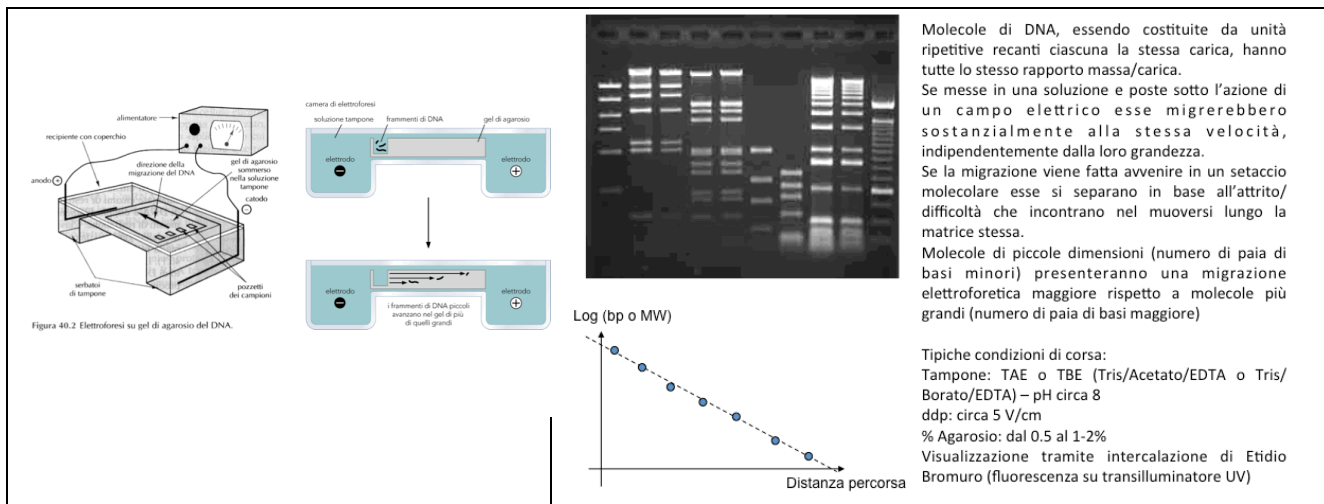 alimentatore
recipiente con coperchio
direzione della
migrazione del DNA
gel di agarosio
sommerso
nella soluzione
tampone
anodo +
catodo
−
serbatoi
di tampone
pozzetti
dei campioni
Figura 40.2 Elettroforesi su gel di agarosio del DNA.
camera di elettroforesi
soluzione tampone
frammenti di DNA
gel di agarosio
elettrodo
−
elettrodo
+
elettrodo
−
elettrodo
+
i frammenti di DNA piccoli
avanzano nel gel di più
di quelli grandi
Log (bp o MW)
Distanza percorsa
Molecole di DNA, essendo costituite da unità
ripetitive recanti ciascuna la stessa carica, hanno
tutte lo stesso rapporto massa/carica.
Se messe in una soluzione e poste sotto l'azione di
un campo elettrico esse migrerebbero
sostanzialmente alla stessa velocità,
indipendentemente dalla loro grandezza.
Se la migrazione viene fatta avvenire in un setaccio
molecolare esse si separano in base all'attrito/
difficoltà che incontrano nel muoversi lungo la
matrice stessa.
Molecole di piccole dimensioni (numero di paia di
basi minori) presenteranno una migrazione
elettroforetica maggiore rispetto a molecole più
grandi (numero di paia di basi maggiore)
Tipiche condizioni di corsa:
Tampone: TAE o TBE (Tris/Acetato/EDTA o Tris/
Borato/EDTA) – pH circa 8
ddp: circa 5 V/cm
% Agarosio: dal 0.5 al 1-2%
Visualizzazione tramite intercalazione di Etidio
Bromuro (fluorescenza su transilluminatore UV)